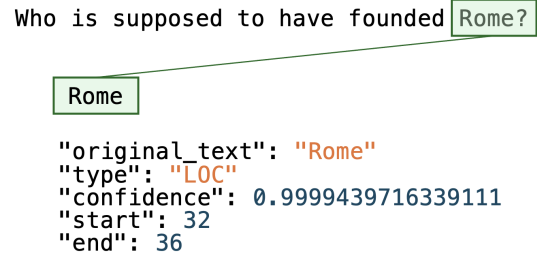 Who is supposed to have founded Rome?
Rome
"original_text": "Rome"
"type": "LOC"
"confidence": 0.9999439716339111
"start": 32
"end": 36